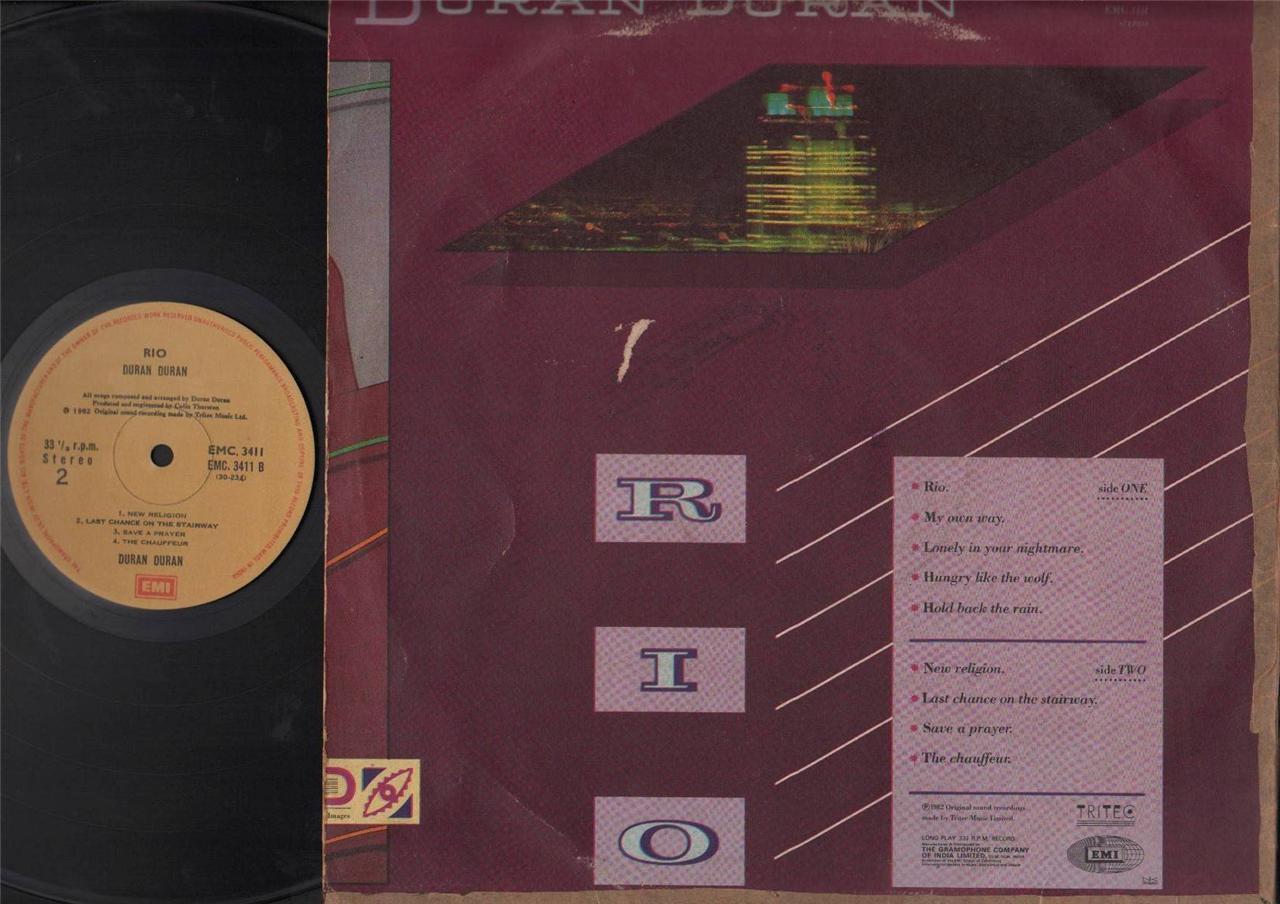 RIO
DURAN DURAN
All songs composed and arranged by Duran Duran
Produced and engineered by Colin Thurston
℗ 1982 Original sound recording made by Tritec Music Ltd.
33 1/3 r.p.m.
Stereo
2
EMC. 3411
EMC. 3411 B
(30-234)
1. NEW RELIGION
2. LAST CHANCE ON THE STAIRWAY
3. SAVE A PRAYER
4. THE CHAUFFEUR
DURAN DURAN
EMI
DURAN DURAN
R
I
O
Images
Rio. side ONE
My own way.
Lonely in your nightmare.
Hungry like the wolf.
Hold back the rain.
New religion. side TWO
Last chance on the stairway.
Save a prayer.
The chauffeur.
℗ 1982 Original sound recordings
made by Tritec Music Limited.
TRITEC
LONG PLAY 33⅓ R.P.M. RECORD
THE GRAMOPHONE COMPANY
OF INDIA LIMITED,
EMI